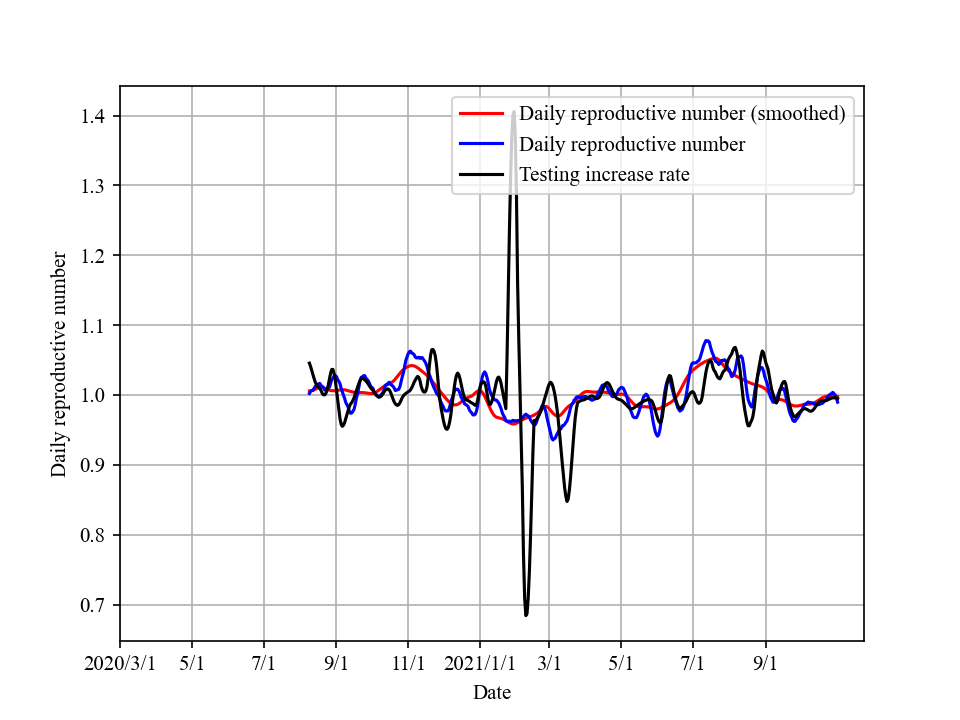 Daily reproductive number (smoothed)
Daily reproductive number
Testing increase rate
Daily reproductive number
1.4
1.3
1.2
1.1
1.0
0.9
0.8
0.7
2020/3/1 5/1 7/1 9/1 11/1 2021/1/1 3/1 5/1 7/1 9/1
Date